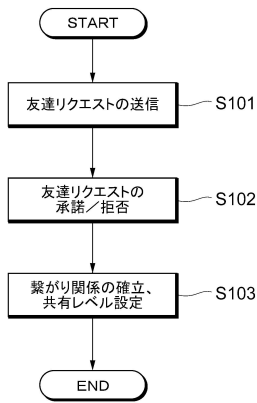 START
友達リクエストの送信
S101
友達リクエストの
承諾／拒否
S102
繋がり関係の確立、
共有レベル設定
S103
END